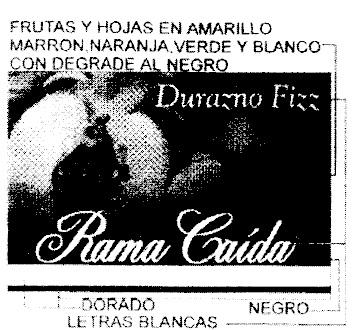 FRUTAS Y HOJAS EN AMARILLO
MARRON,NARANJA,VERDE Y BLANCO
CON DEGRADE AL NEGRO
Durazno Fizz
Rama Caída
DORADO NEGRO
LETRAS BLANCAS